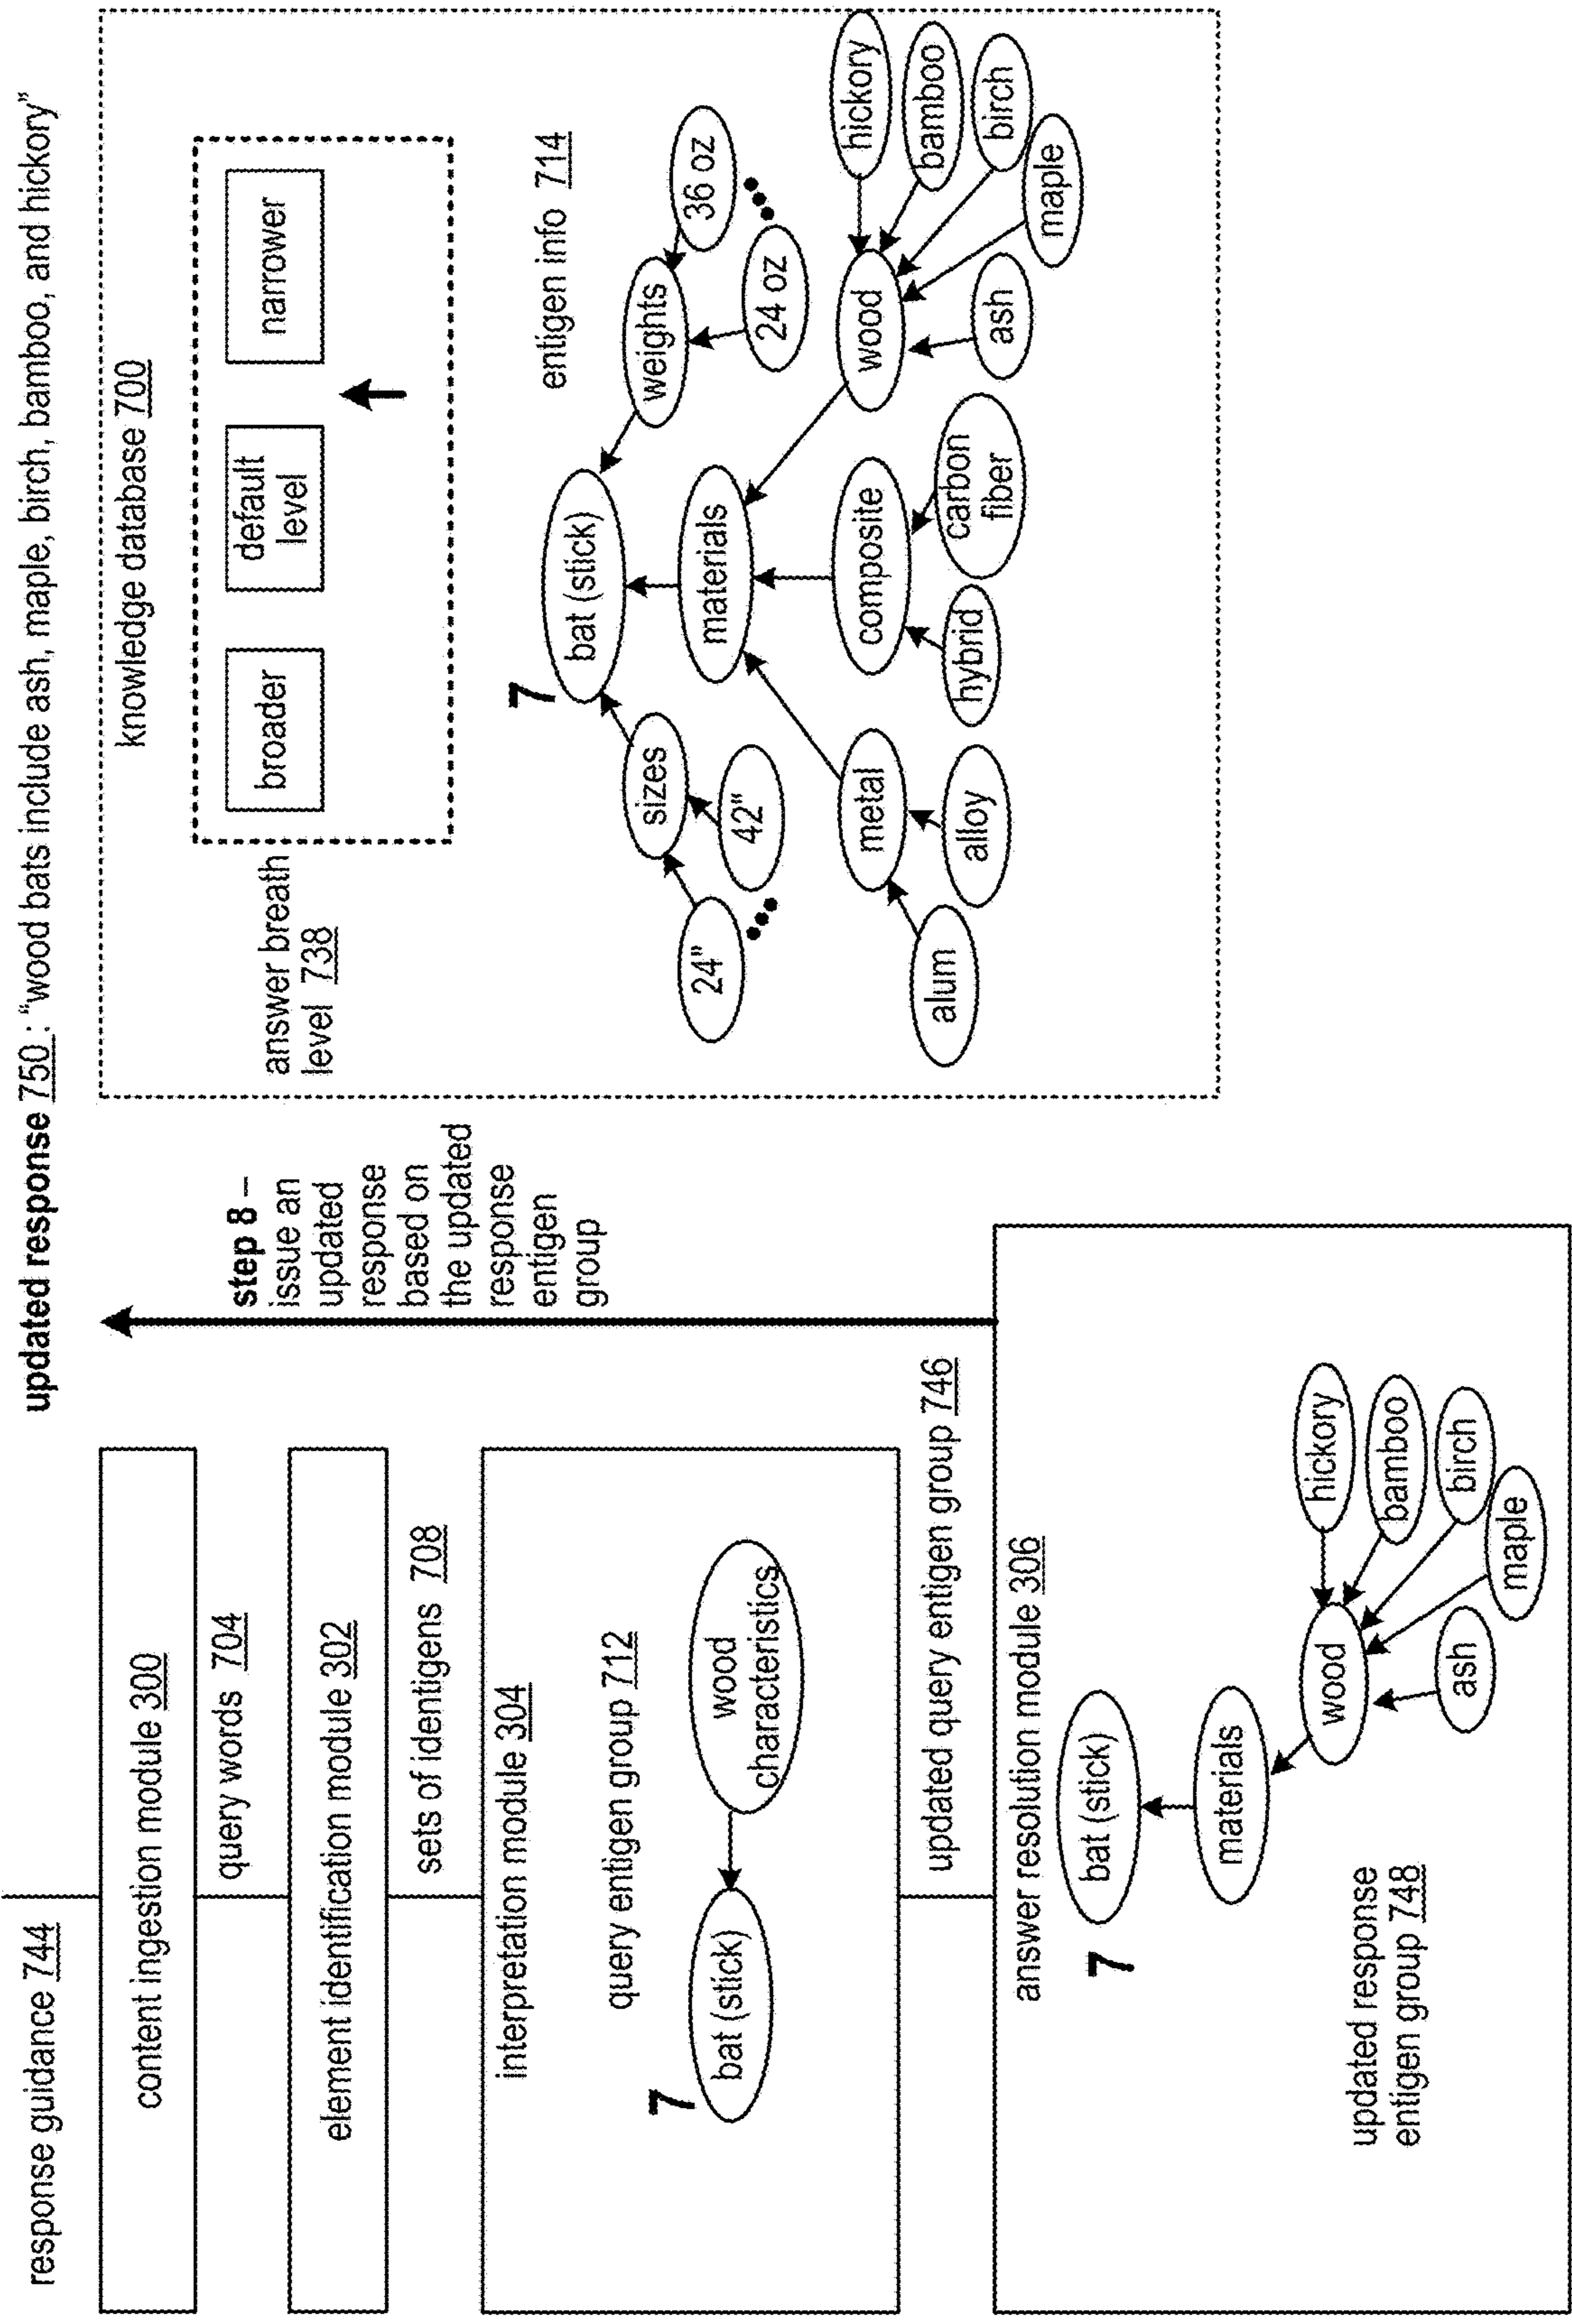 response guidance 744
updated response 750: “wood bats include ash, maple, birch, bamboo, and hickory”
content ingestion module 300
query words 704
element identification module 302
sets of identigens 708
interpretation module 304
query entigen group 712
7
bat (stick)
wood
characteristics
updated query entigen group 746
step 8 –
issue an
updated
response
based on
the updated
response
entigen
group
answer resolution module 306
7
bat (stick)
materials
wood
hickory
bamboo
birch
maple
ash
updated response
entigen group 748
knowledge database 700
answer breath
level 738
broader
default
level
narrower
entigen info 714
7
bat (stick)
sizes
24"
42"
weights
24 oz
36 oz
materials
metal
alum
alloy
composite
hybrid
carbon
fiber
wood
hickory
bamboo
birch
maple
ash